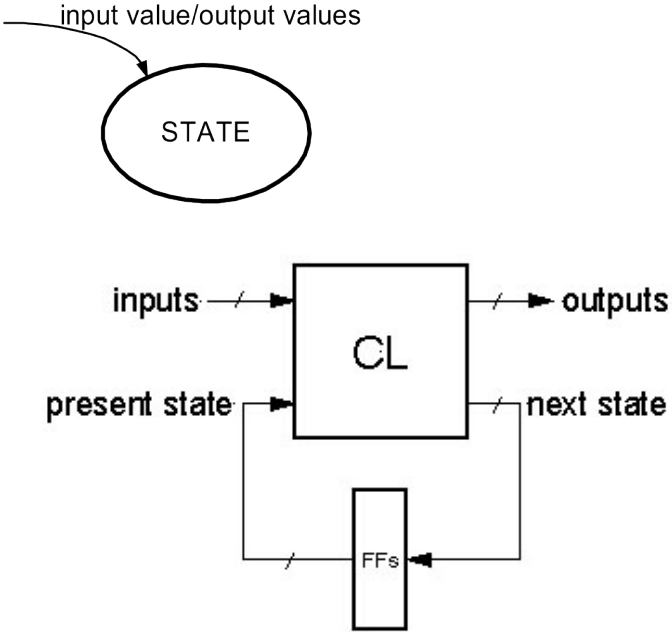 input value/output values
STATE
inputs
outputs
CL
present state
next state
FFs